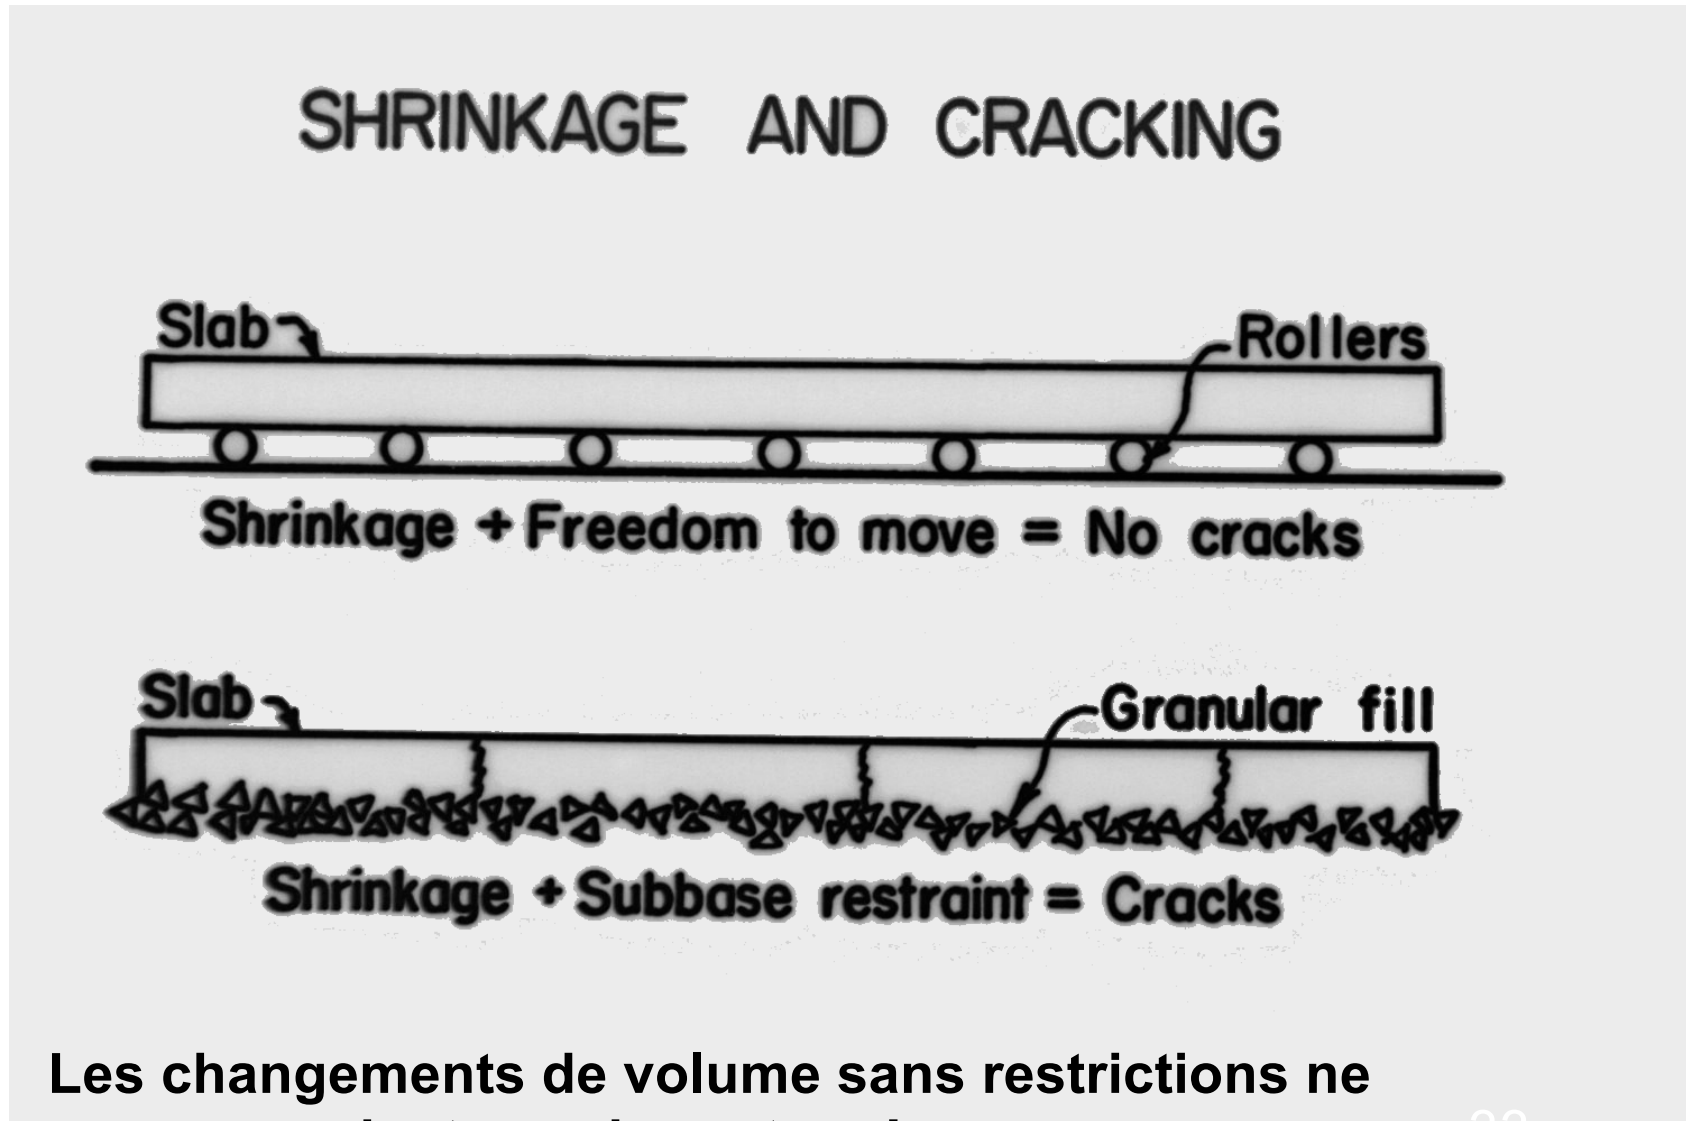 SHRINKAGE AND CRACKING
Slab
Rollers
Shrinkage + Freedom to move = No cracks
Slab
Granular fill
Shrinkage + Subbase restraint = Cracks
Les changements de volume sans restrictions ne